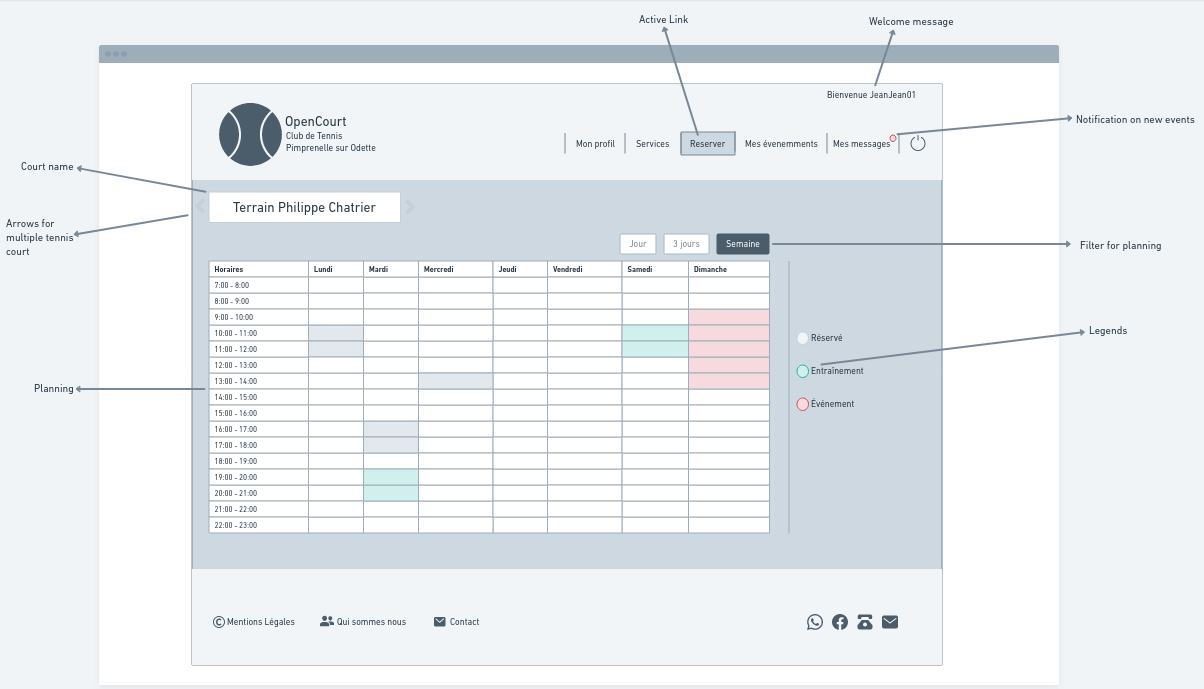 Active Link
Welcome message
Bienvenue JeanJean01
Notification on new events
OpenCourt
Club de Tennis
Pimprenelle sur Odette
Mon profil
Services
Reserver
Mes évenemments
Mes messages
Court name
Terrain Philippe Chatrier
Arrows for
multiple tennis
court
Jour
3 jours
Semaine
Filter for planning
Horaires Lundi Mardi Mercredi Jeudi Vendredi Samedi Dimanche
7:00 - 8:00
8:00 - 9:00
9:00 - 10:00
10:00 - 11:00
11:00 - 12:00
12:00 - 13:00
13:00 - 14:00
14:00 - 15:00
15:00 - 16:00
16:00 - 17:00
17:00 - 18:00
18:00 - 19:00
19:00 - 20:00
20:00 - 21:00
21:00 - 22:00
22:00 - 23:00
Réservé
Entraînement
Événement
Legends
Planning
Mentions Légales
Qui sommes nous
Contact